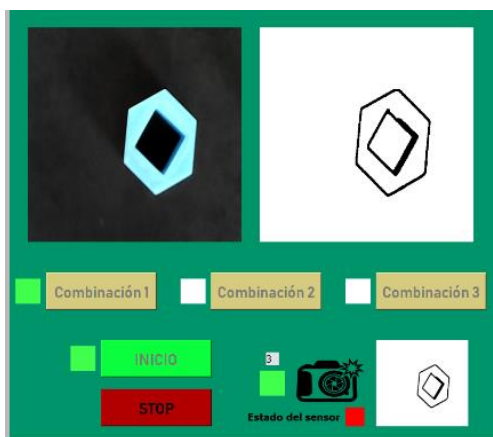 Combinación 1
Combinación 2
Combinación 3
INICIO
3
STOP
Estado del sensor